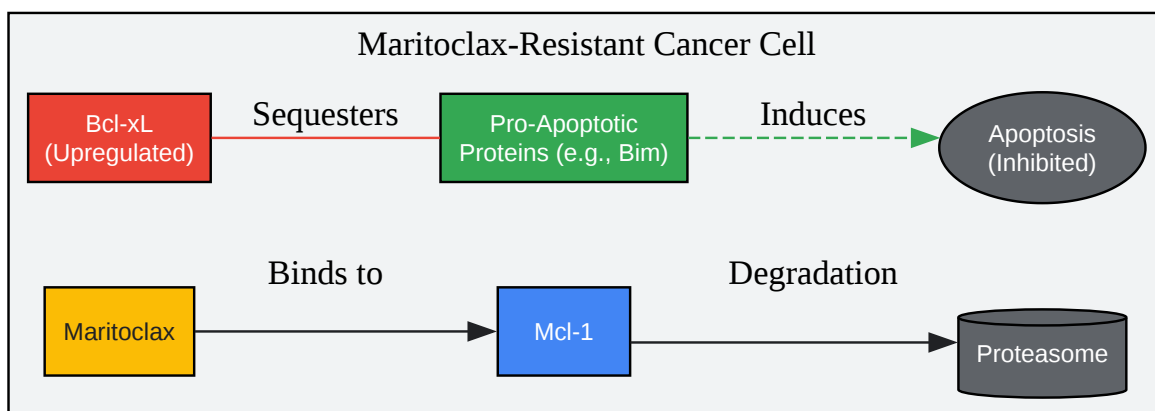 Maritoclax-Resistant Cancer Cell
Bcl-xL
(Upregulated)
Sequesters
Pro-Apoptotic
Proteins (e.g., Bim)
Induces
Apoptosis
(Inhibited)
Maritoclax
Binds to
Mcl-1
Degradation
Proteasome